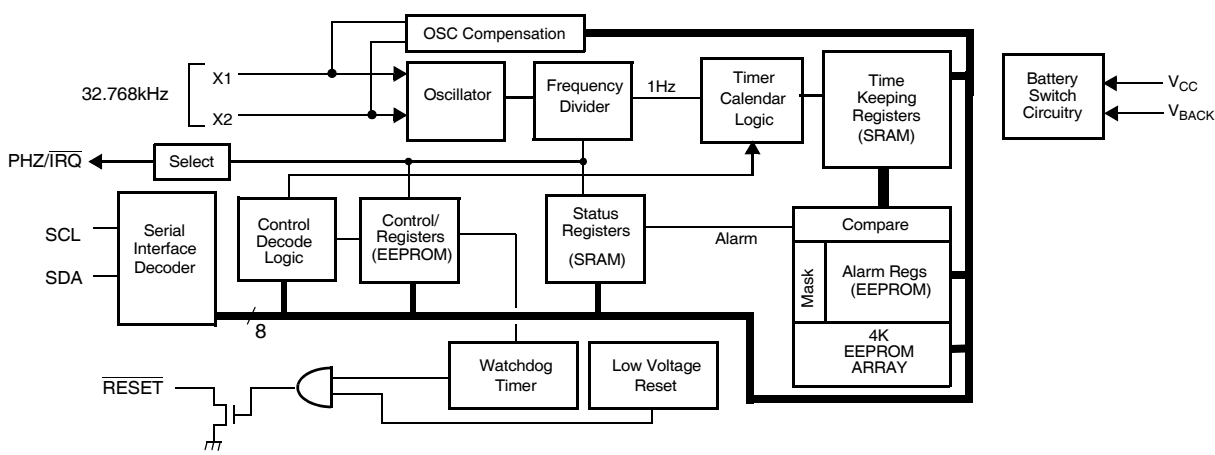 OSC Compensation
32.768kHz
X1
X2
Oscillator
Frequency
Divider
1Hz
Timer
Calendar
Logic
Time
Keeping
Registers
(SRAM)
Battery
Switch
Circuitry
VCC
VBACK
PHZ/IRQ
Select
SCL
SDA
Serial
Interface
Decoder
Control
Decode
Logic
Control/
Registers
(EEPROM)
Status
Registers
(SRAM)
Alarm
Compare
Mask
Alarm Regs
(EEPROM)
4K
EEPROM
ARRAY
8
Watchdog
Timer
Low Voltage
Reset
RESET